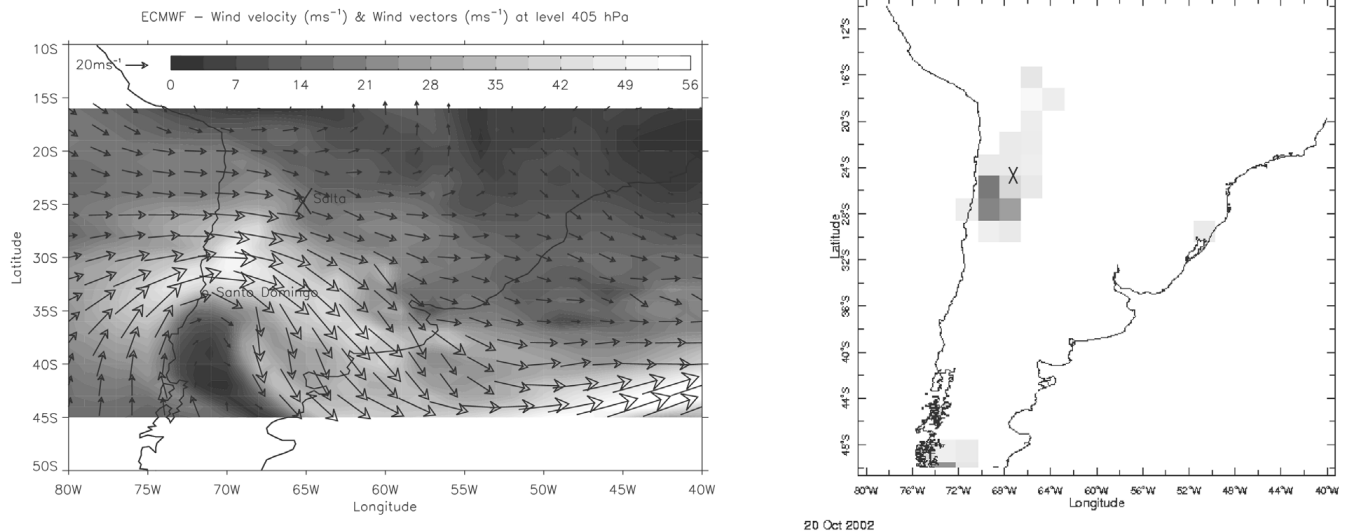 ECMWF – Wind velocity (ms⁻¹) & Wind vectors (ms⁻¹) at level 405 hPa
20ms⁻¹
0 7 14 21 28 35 42 49 56
10S
15S
20S
25S
30S
35S
40S
45S
50S
Latitude
Salta
Santo Domingo
80W 75W 70W 65W 60W 55W 50W 45W 40W
Longitude
12°S
16°S
20°S
24°S
28°S
32°S
36°S
40°S
44°S
48°S
Latitude
X
80°W 76°W 72°W 68°W 64°W 60°W 56°W 52°W 48°W 44°W 40°W
Longitude
20 Oct 2002